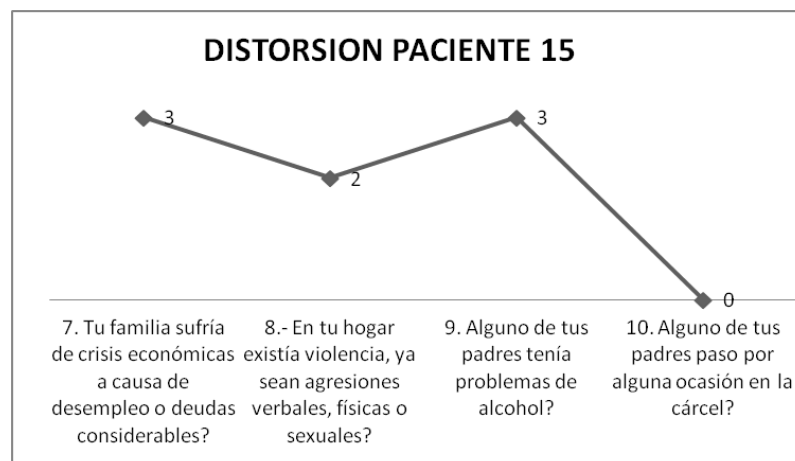 DISTORSION PACIENTE 15
3
2
3
0
7. Tu familia sufría
de crisis económicas
a causa de
desempleo o deudas
considerables?
8.- En tu hogar
existía violencia, ya
sean agresiones
verbales, físicas o
sexuales?
9. Alguno de tus
padres tenía
problemas de
alcohol?
10. Alguno de tus
padres paso por
alguna ocasión en la
cárcel?